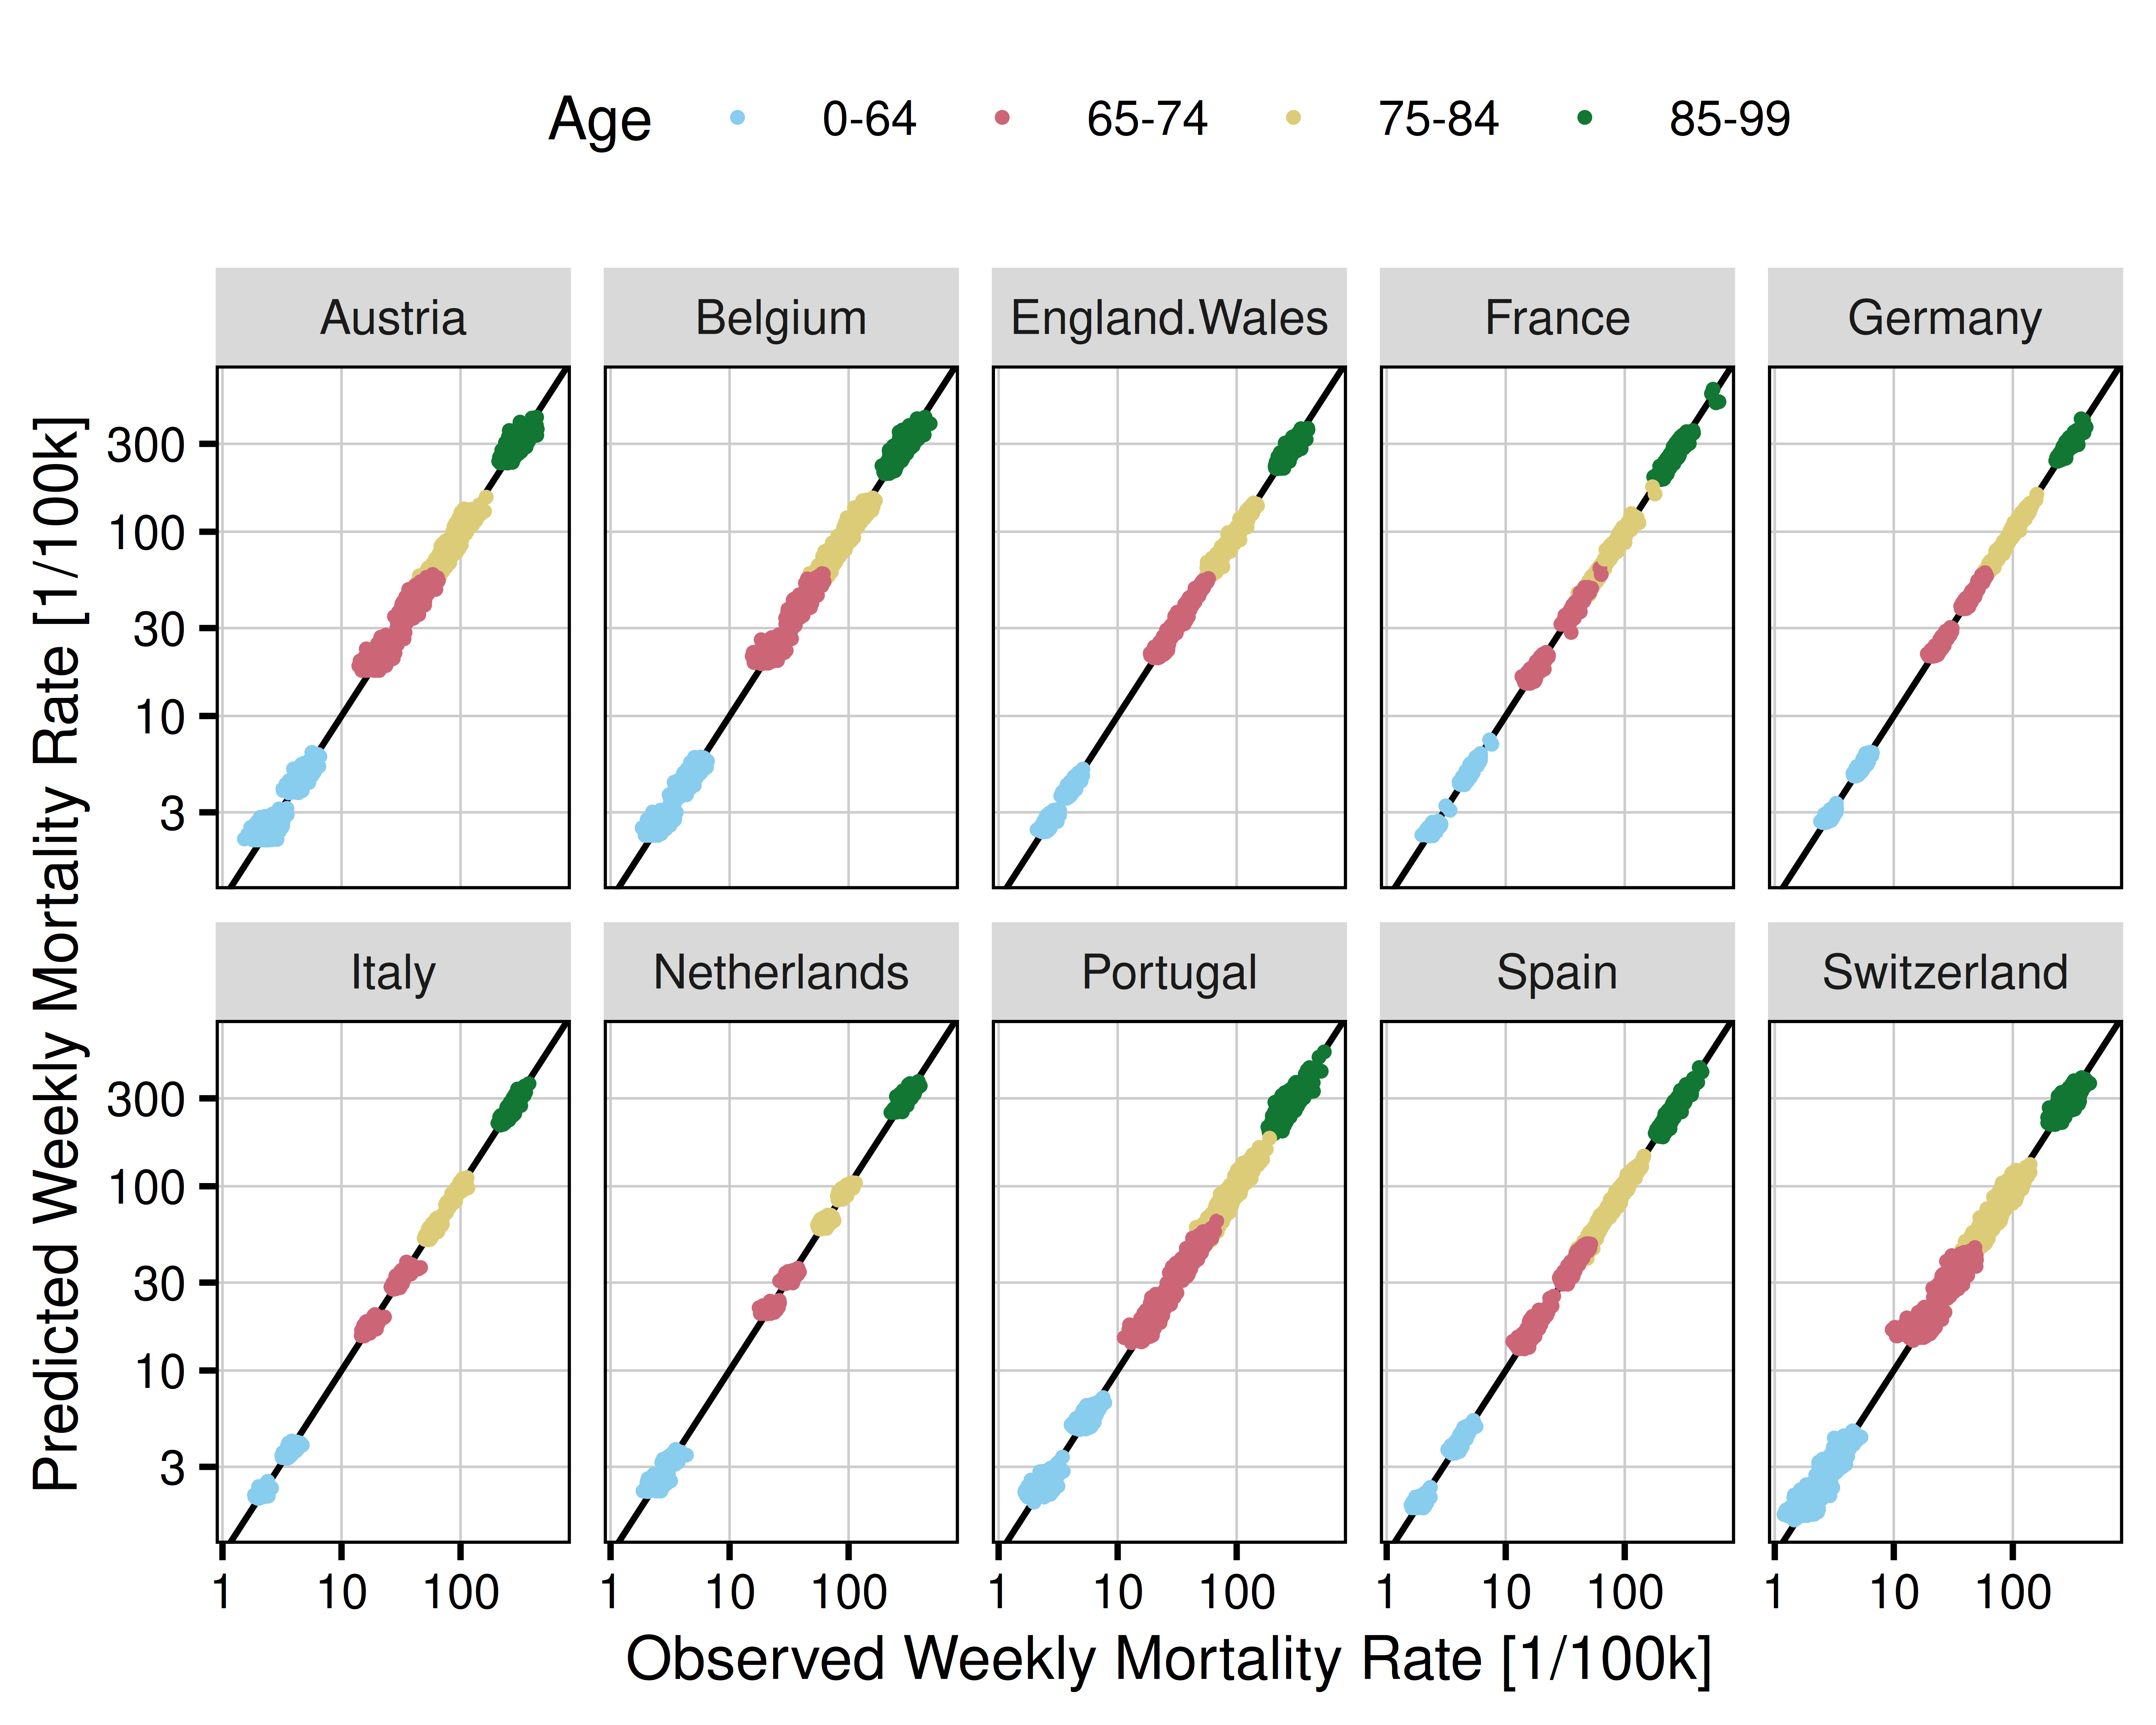 Age 0-64 65-74 75-84 85-99
Austria Belgium England.Wales France Germany
300
100
30
10
3
Italy Netherlands Portugal Spain Switzerland
300
100
30
10
3
1 10 100 1 10 100 1 10 100 1 10 100 1 10 100
Observed Weekly Mortality Rate [1/100k]
Predicted Weekly Mortality Rate [1/100k]